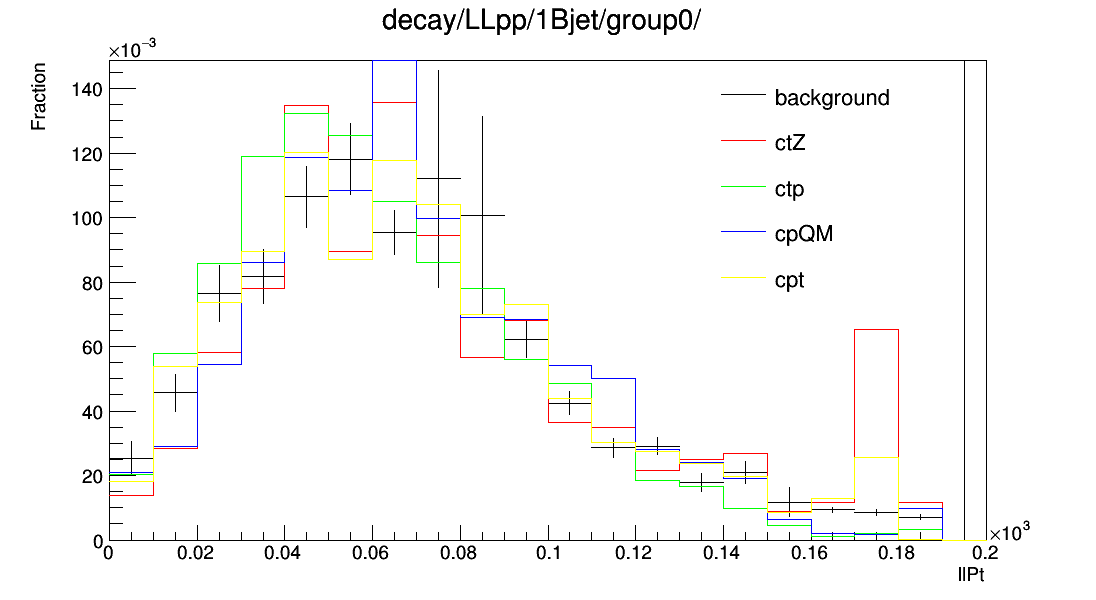 decay/LLpp/1Bjet/group0/
×10⁻³
Fraction
140
120
100
80
60
40
20
0
background
ctZ
ctp
cpQM
cpt
0 0.02 0.04 0.06 0.08 0.1 0.12 0.14 0.16 0.18 0.2
×10³
llPt